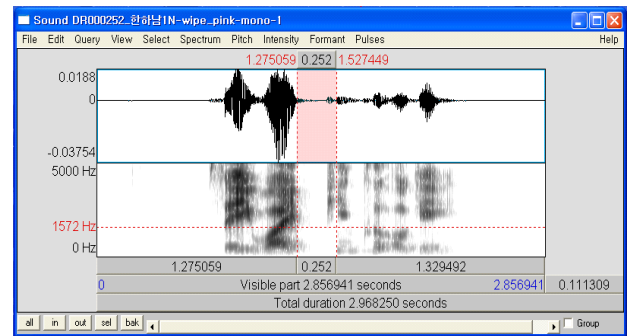 Sound DR000252_한하남1N-wipe_pink-mono-1
File Edit Query View Select Spectrum Pitch Intensity Formant Pulses Help
1.275059 0.252 1.527449
0.0188
0
-0.03754
5000 Hz
1572 Hz
0 Hz
1.275059 0.252 1.329492
0 Visible part 2.856941 seconds 2.856941 0.111309
Total duration 2.968250 seconds
all in out sel bak Group